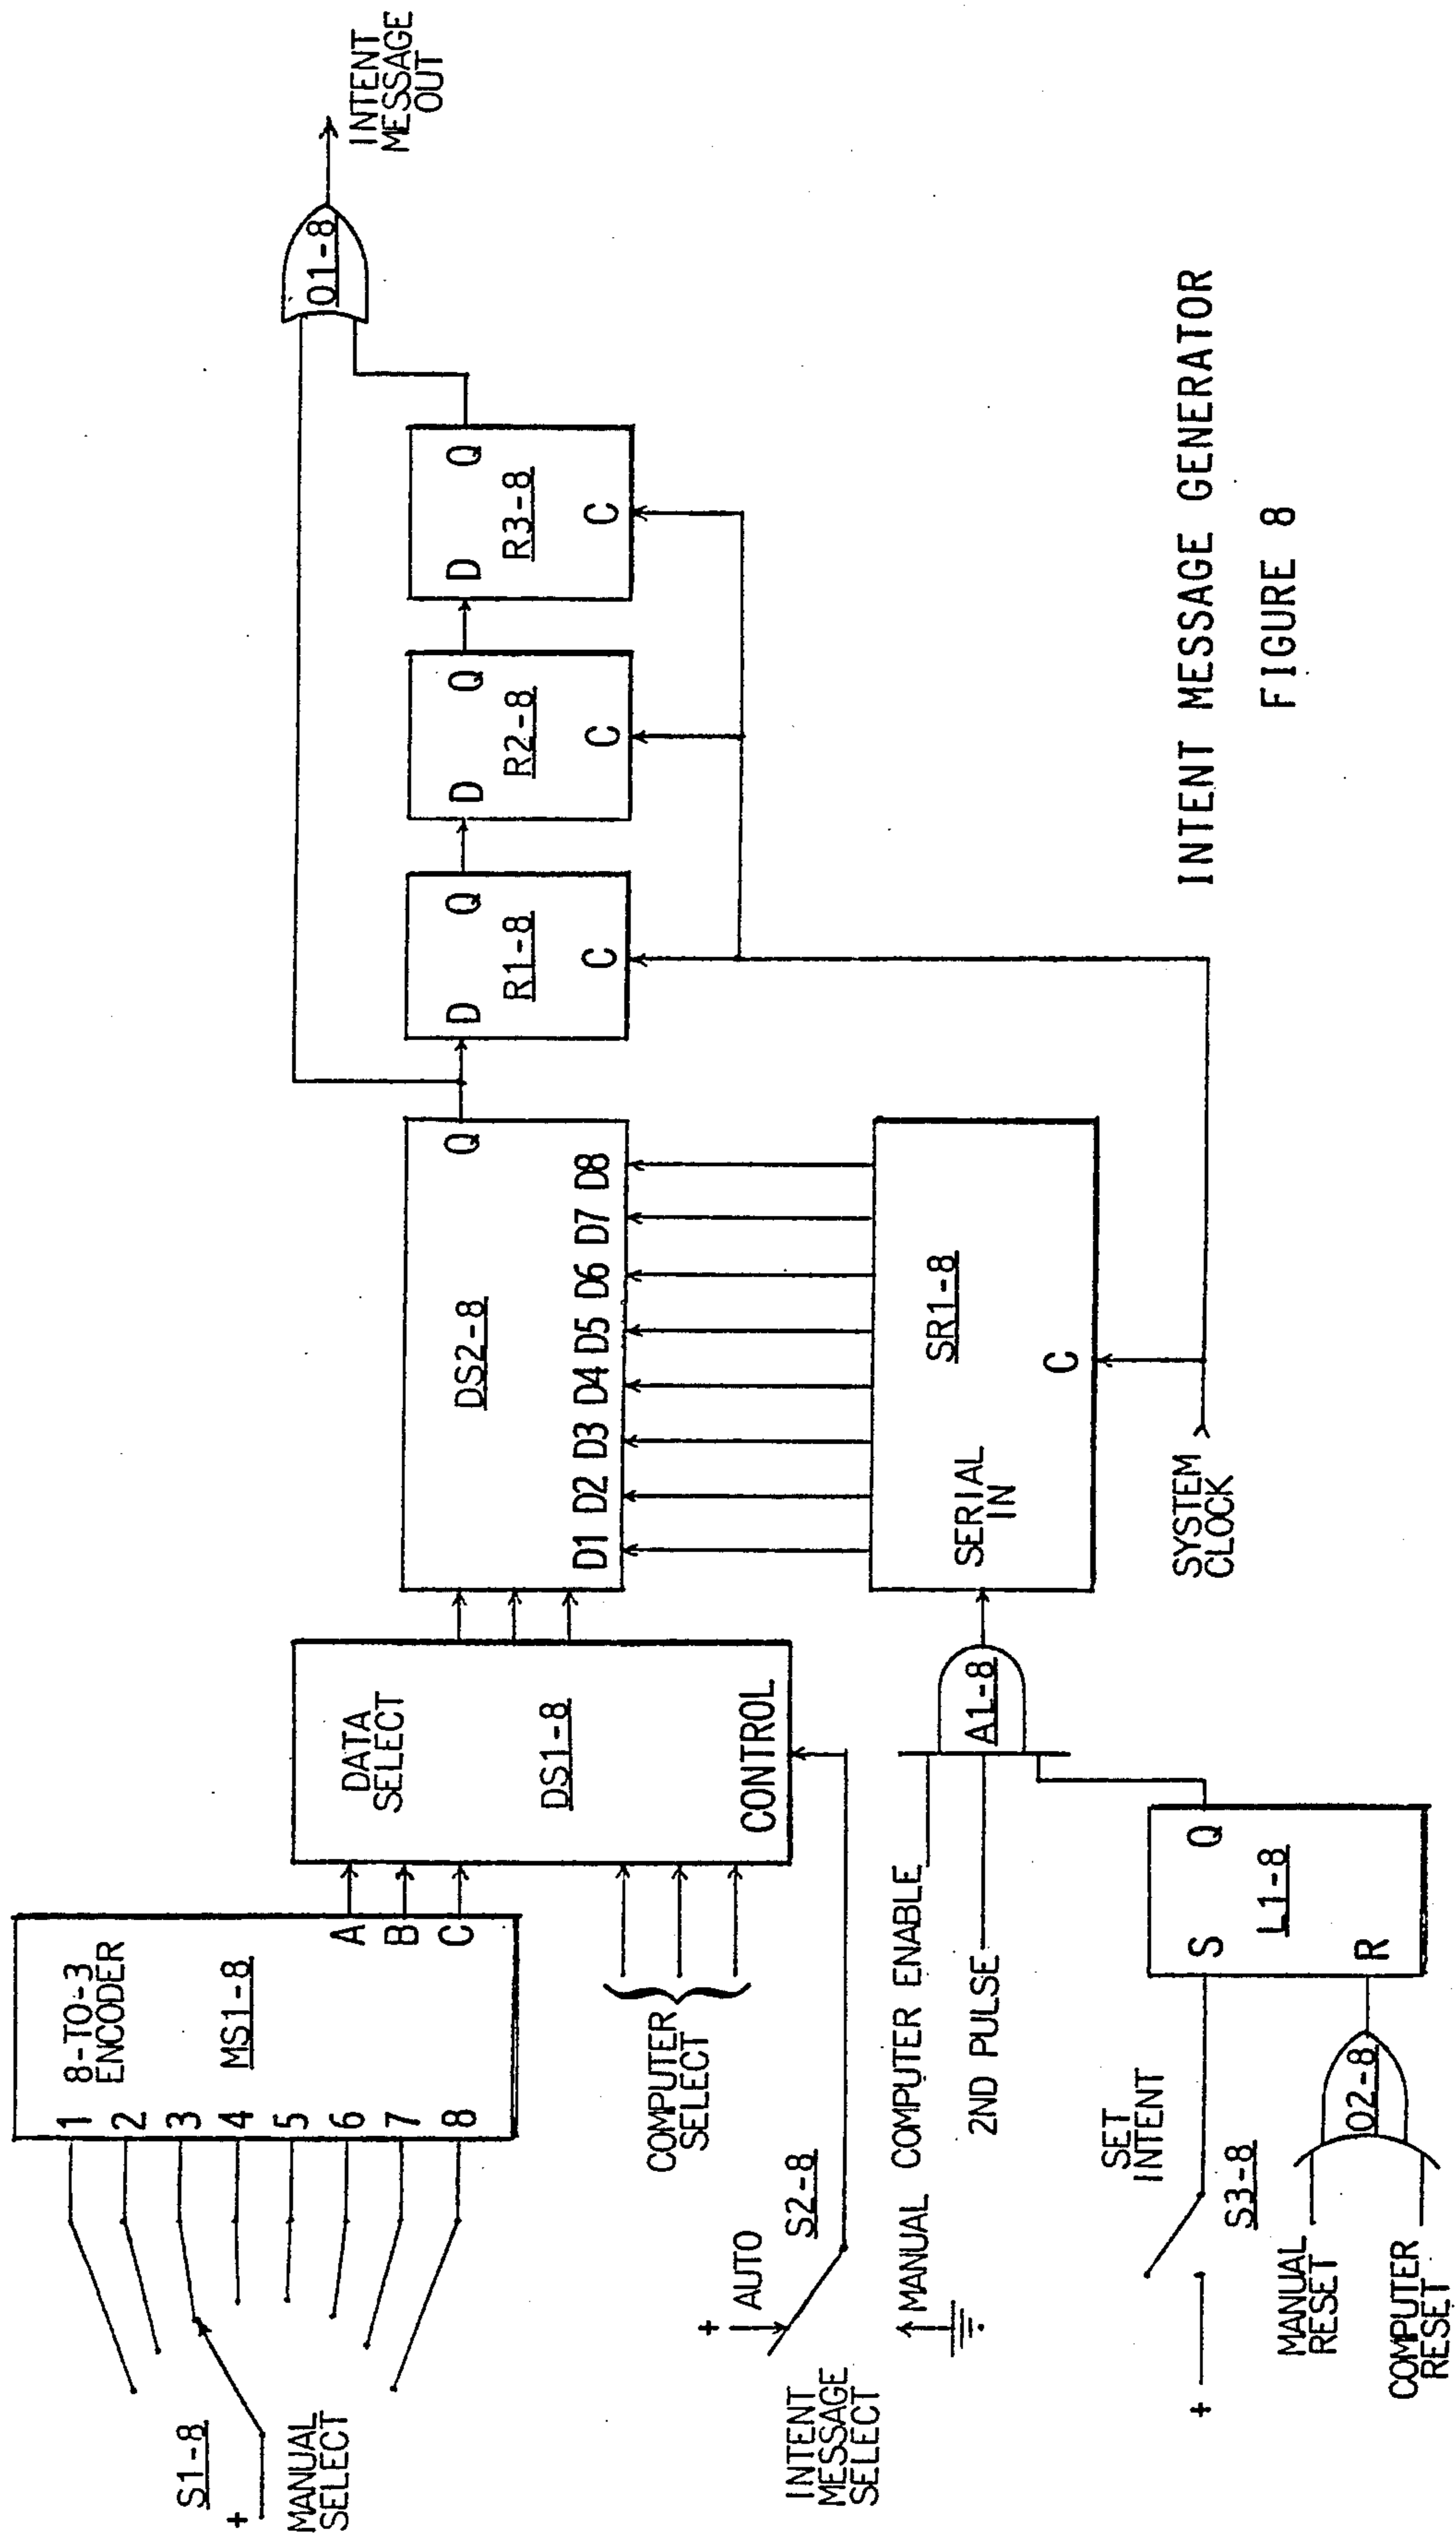 S1-8
+
MANUAL
SELECT
1
2
3
4
5
6
7
8
8-TO-3
ENCODER
MS1-8
A
B
C
DATA
SELECT
DS1-8
CONTROL
COMPUTER
SELECT
INTENT
MESSAGE
SELECT
+
AUTO
S2-8
MANUAL
DS2-8
Q
D1 D2 D3 D4 D5 D6 D7 D8
D
Q
R1-8
C
D
Q
R2-8
C
D
Q
R3-8
C
O1-8
INTENT
MESSAGE
OUT
COMPUTER ENABLE
2ND PULSE
A1-8
SERIAL
IN
SR1-8
C
SYSTEM
CLOCK
+
SET
INTENT
S3-8
MANUAL
RESET
COMPUTER
RESET
O2-8
S
Q
R
L1-8
INTENT MESSAGE GENERATOR
FIGURE 8